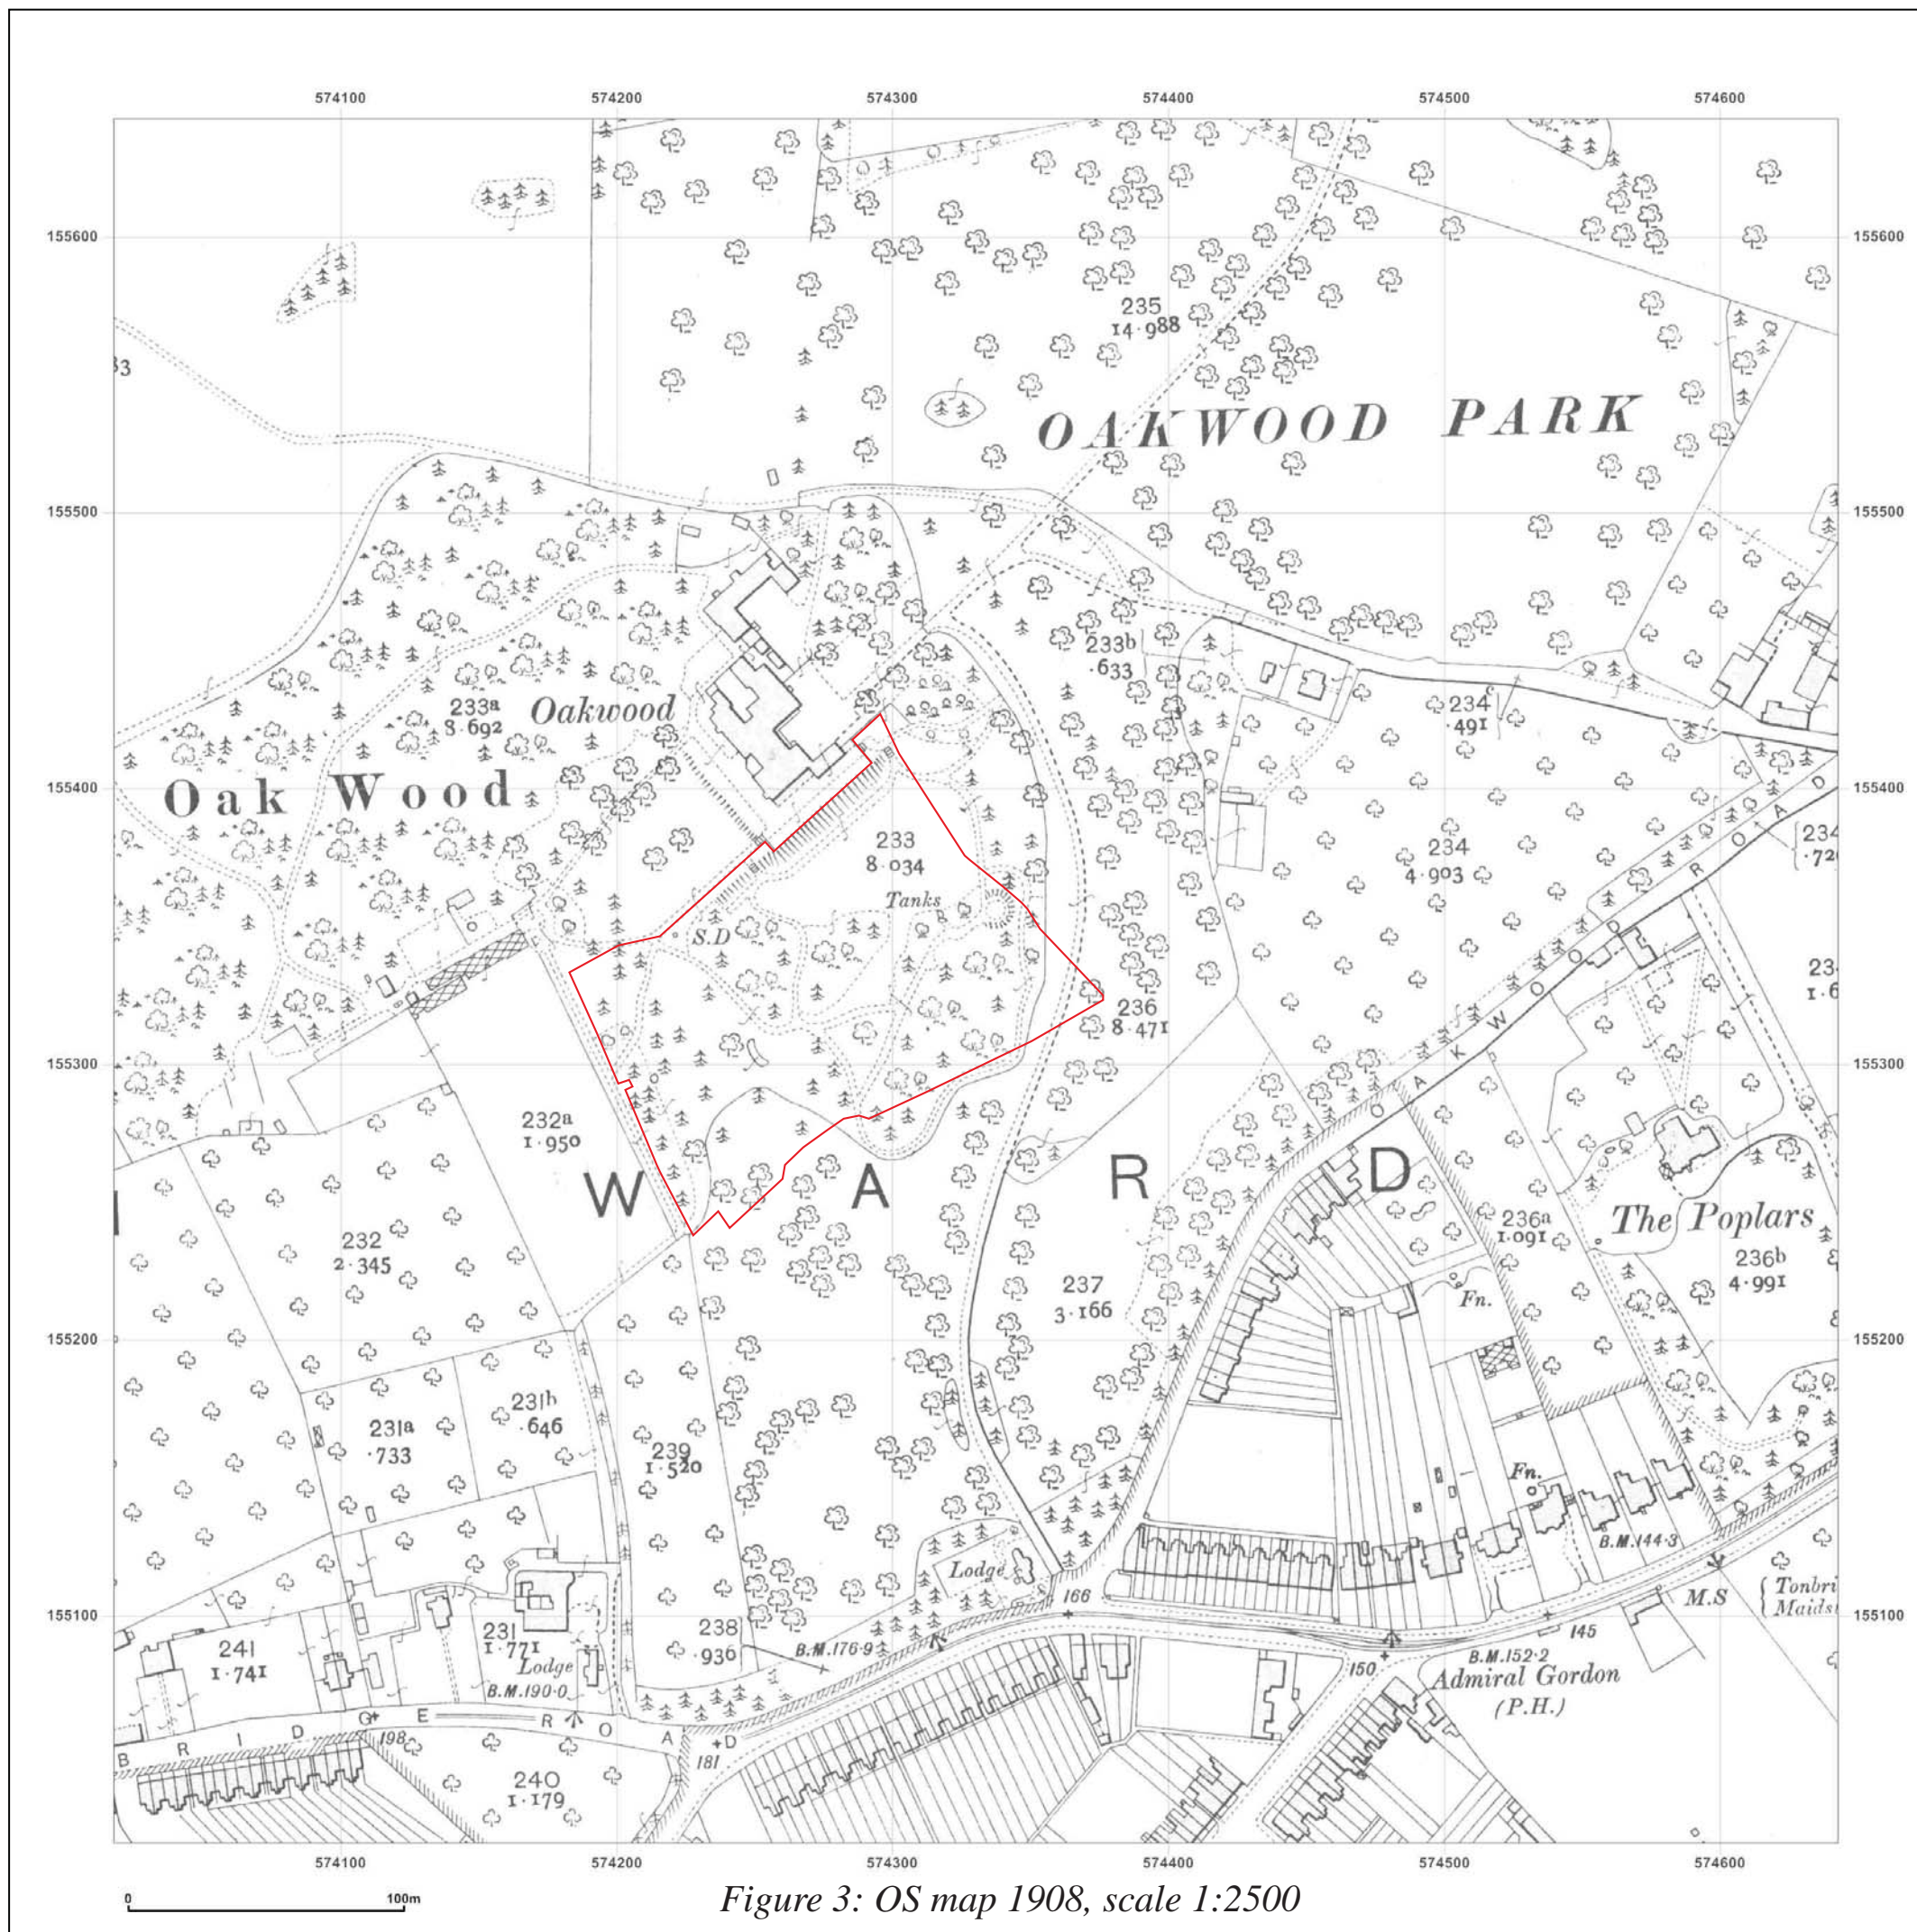 574100 574200 574300 574400 574500 574600
155600 155600
235
14·988
OAKWOOD PARK
155500 155500
233b
·633
233a
8·692
Oakwood
234c
·491
Oak Wood
155400 155400
233
8·034
234
4·903
OAKWOOD ROAD
Tanks
S.D
236
8·471
155300 155300
232a
1·950
WARD
The Poplars
236a
1·091
236b
4·991
232
2·345
237
3·166
Fn.
155200 155200
231b
·646
231a
·733
239
1·520
Fn.
B.M.144·3
Lodge
166
M.S
{Tonbri
Maids
155100 155100
241
1·741
231
1·771
Lodge
B.M.190·0
238
·936
B.M.176·9
145
B.M.152·2
150
Admiral Gordon
(P.H.)
BRIDGE ROAD
198
181
240
1·179
574100 574200 574300 574400 574500 574600
0 100m
Figure 3: OS map 1908, scale 1:2500